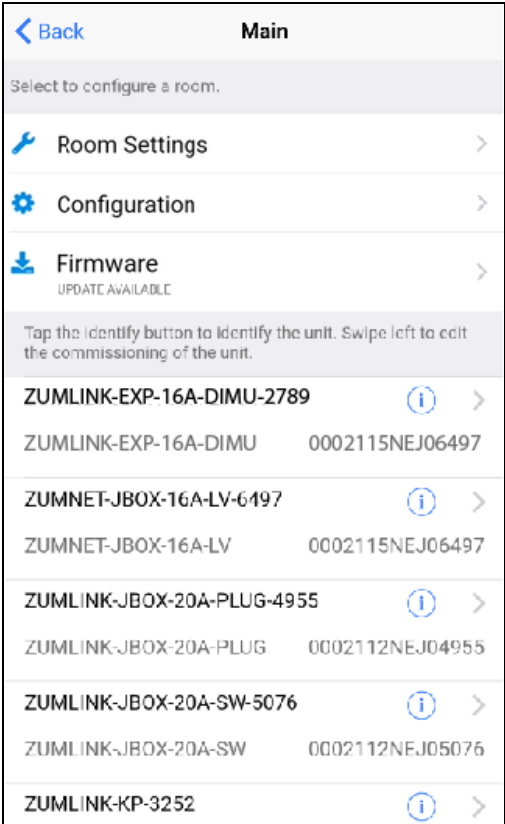 Back Main
Select to configure a room.
Room Settings
Configuration
Firmware
UPDATE AVAILABLE
Tap the identify button to identify the unit. Swipe left to edit
the commissioning of the unit.
ZUMLINK-EXP-16A-DIMU-2789
ZUMLINK-EXP-16A-DIMU 0002115NEJ06497
ZUMNET-JBOX-16A-LV-6497
ZUMNET-JBOX-16A-LV 0002115NEJ06497
ZUMLINK-JBOX-20A-PLUG-4955
ZUMLINK-JBOX-20A-PLUG 0002112NEJ04955
ZUMLINK-JBOX-20A-SW-5076
ZUMLINK-JBOX-20A-SW 0002112NEJ05076
ZUMLINK-KP-3252